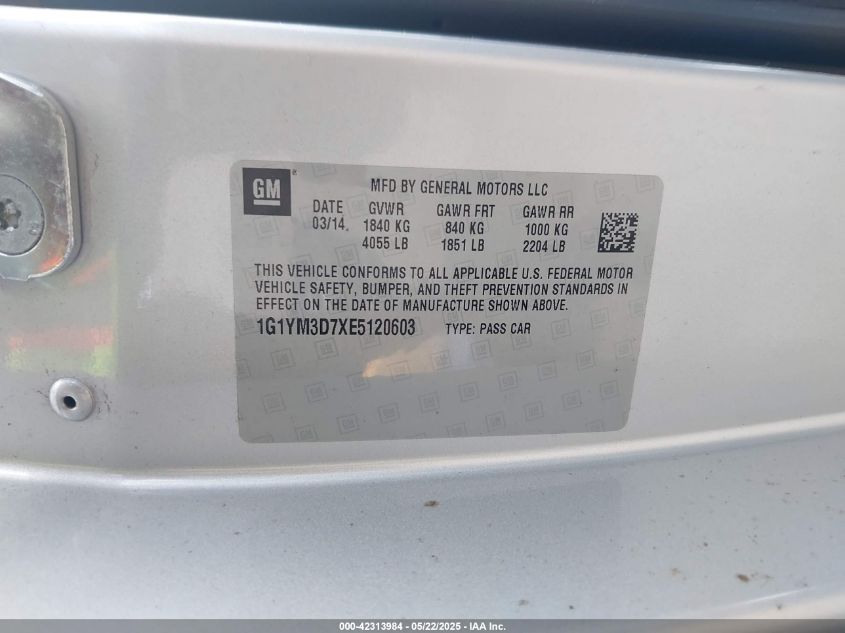 GM ®
MFD BY GENERAL MOTORS LLC
DATE GVWR GAWR FRT GAWR RR
03/14 1840 KG 840 KG 1000 KG
4055 LB 1851 LB 2204 LB
THIS VEHICLE CONFORMS TO ALL APPLICABLE U.S. FEDERAL MOTOR
VEHICLE SAFETY, BUMPER, AND THEFT PREVENTION STANDARDS IN
EFFECT ON THE DATE OF MANUFACTURE SHOWN ABOVE.
1G1YM3D7XE5120603 TYPE: PASS CAR
000-42313984 - 05/22/2025 - IAA Inc.